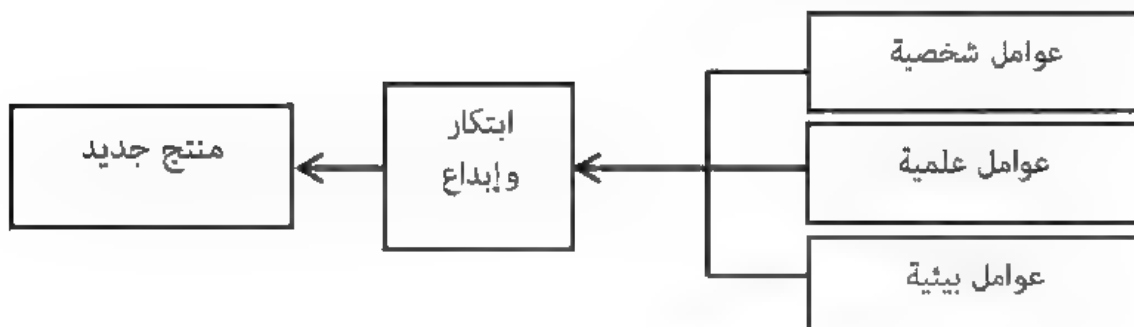 عوامل شخصية
عوامل علمية
عوامل بيئية
ابتكار
وإبداع
منتج جديد